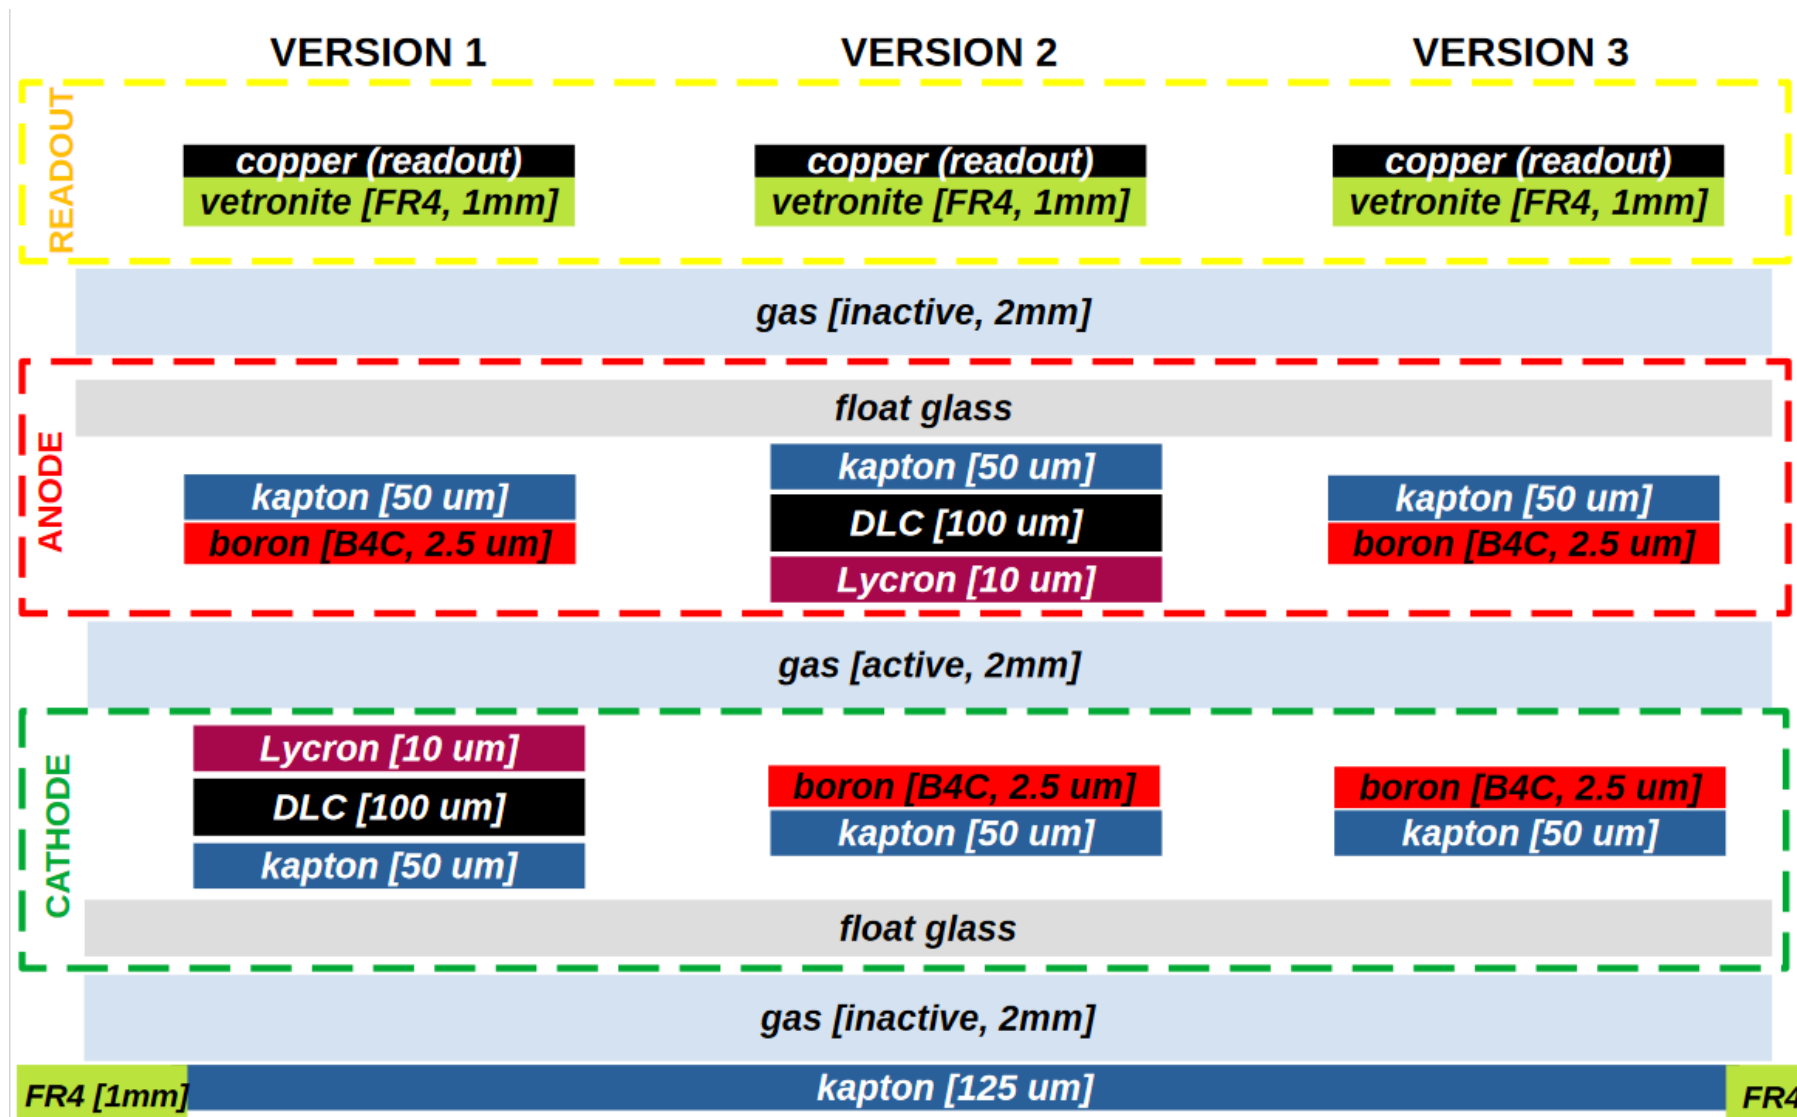 VERSION 1
VERSION 2
VERSION 3
READOUT
copper (readout)
vetronite [FR4, 1mm]
copper (readout)
vetronite [FR4, 1mm]
copper (readout)
vetronite [FR4, 1mm]
gas [inactive, 2mm]
ANODE
float glass
kapton [50 um]
boron [B4C, 2.5 um]
kapton [50 um]
DLC [100 um]
Lycron [10 um]
kapton [50 um]
boron [B4C, 2.5 um]
gas [active, 2mm]
CATHODE
Lycron [10 um]
DLC [100 um]
kapton [50 um]
boron [B4C, 2.5 um]
kapton [50 um]
boron [B4C, 2.5 um]
kapton [50 um]
float glass
gas [inactive, 2mm]
FR4 [1mm]
kapton [125 um]
FR4